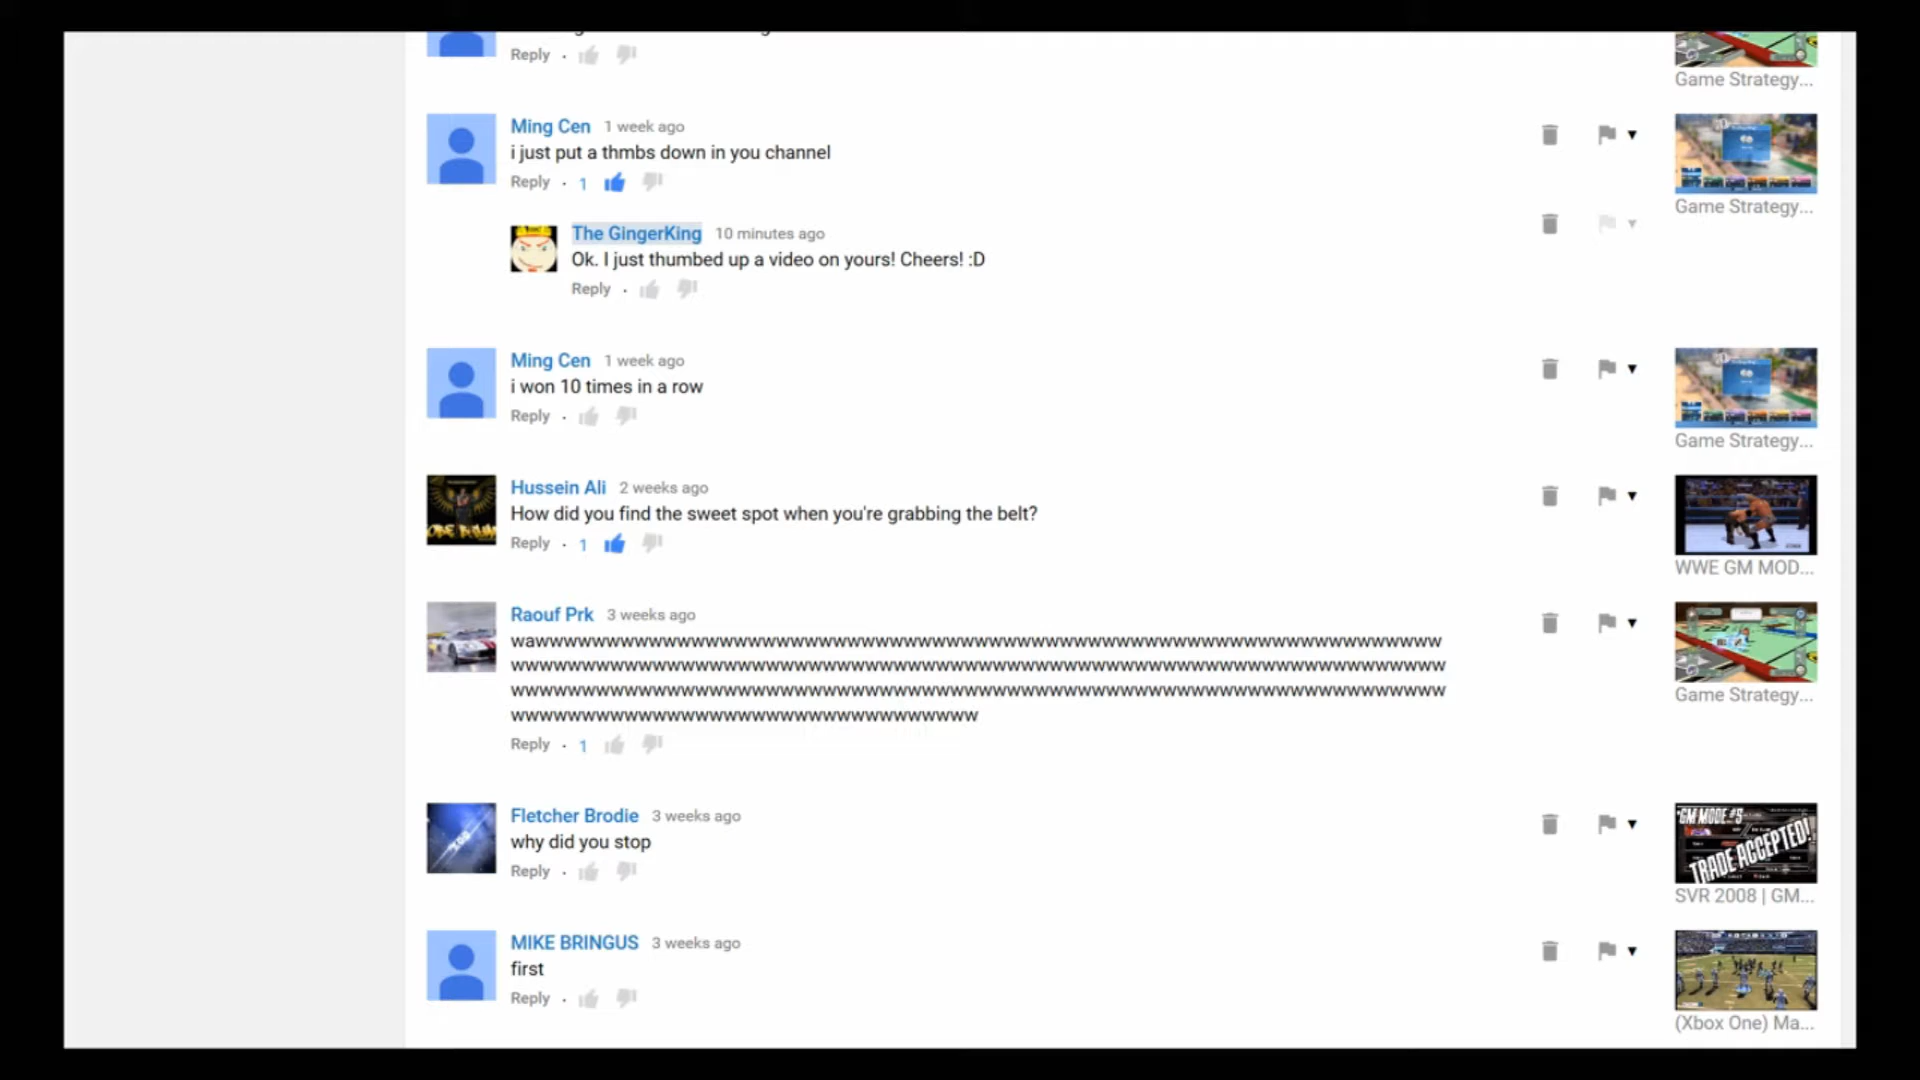 Reply
Game Strategy...
Ming Cen 1 week ago
i just put a thmbs down in you channel
Reply · 1
Game Strategy...
The GingerKing 10 minutes ago
Ok. I just thumbed up a video on yours! Cheers! :D
Reply ·
Ming Cen 1 week ago
i won 10 times in a row
Reply ·
Game Strategy...
Hussein Ali 2 weeks ago
How did you find the sweet spot when you're grabbing the belt?
Reply · 1
WWE GM MOD...
Raouf Prk 3 weeks ago
Reply · 1
Game Strategy...
Fletcher Brodie 3 weeks ago
why did you stop
Reply ·
"GM MODE #5
TRADE ACCEPTED!
SVR 2008 | GM...
MIKE BRINGUS 3 weeks ago
first
Reply ·
(Xbox One) Ma...